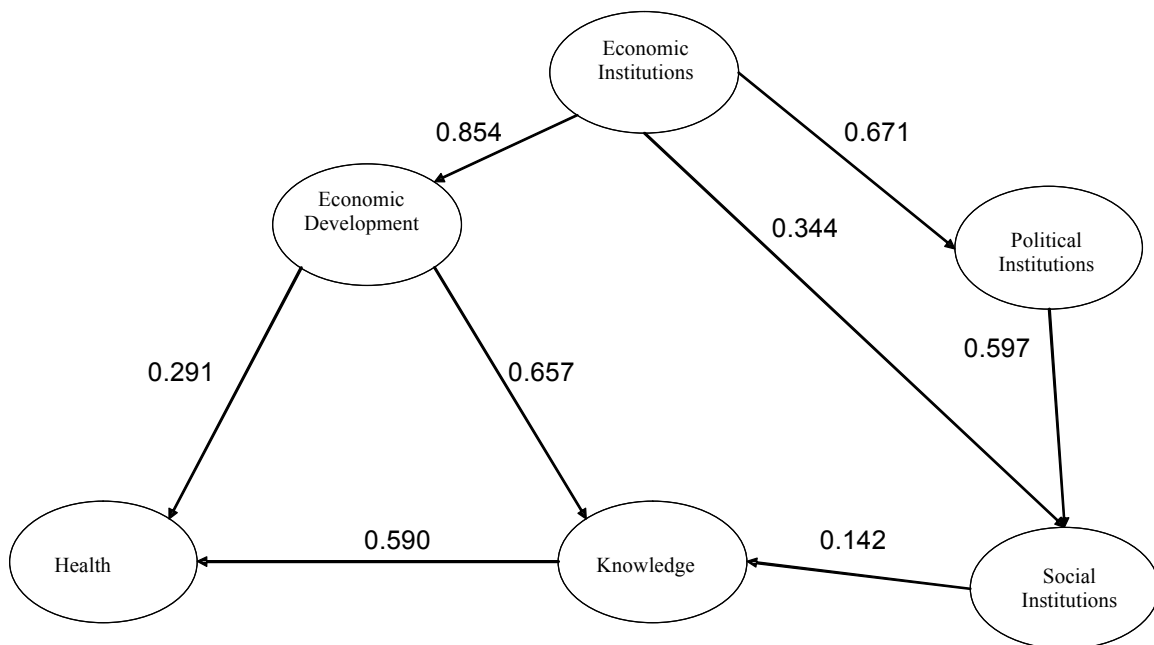 Economic
Institutions
0.854
0.671
Economic
Development
0.344
Political
Institutions
0.597
0.291
0.657
0.590
0.142
Health
Knowledge
Social
Institutions